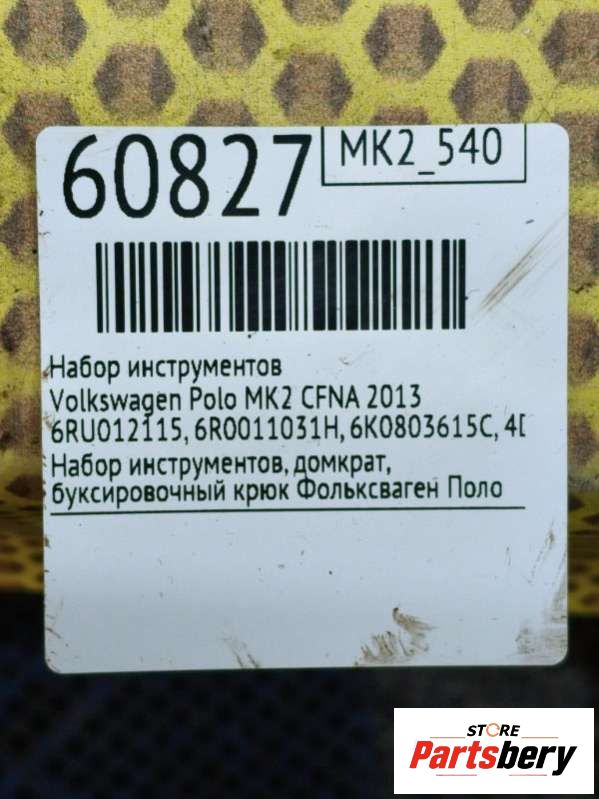 60827
MK2_540
Набор инструментов
Volkswagen Polo MK2 CFNA 2013
6RU012115, 6R0011031H, 6K0803615C, 4D
Набор инструментов, домкрат,
буксировочный крюк Фольксваген Поло
STORE
Partsbery